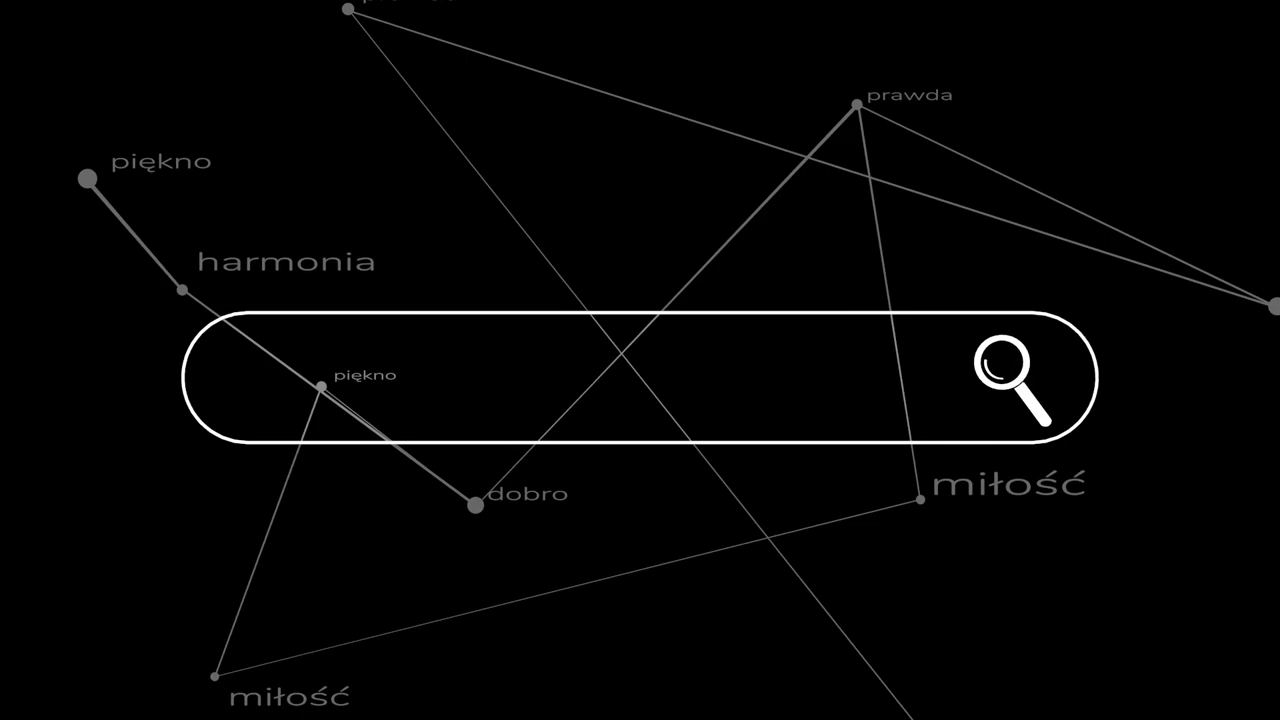 prawda
piękno
harmonia
piękno
miłość
dobro
miłość